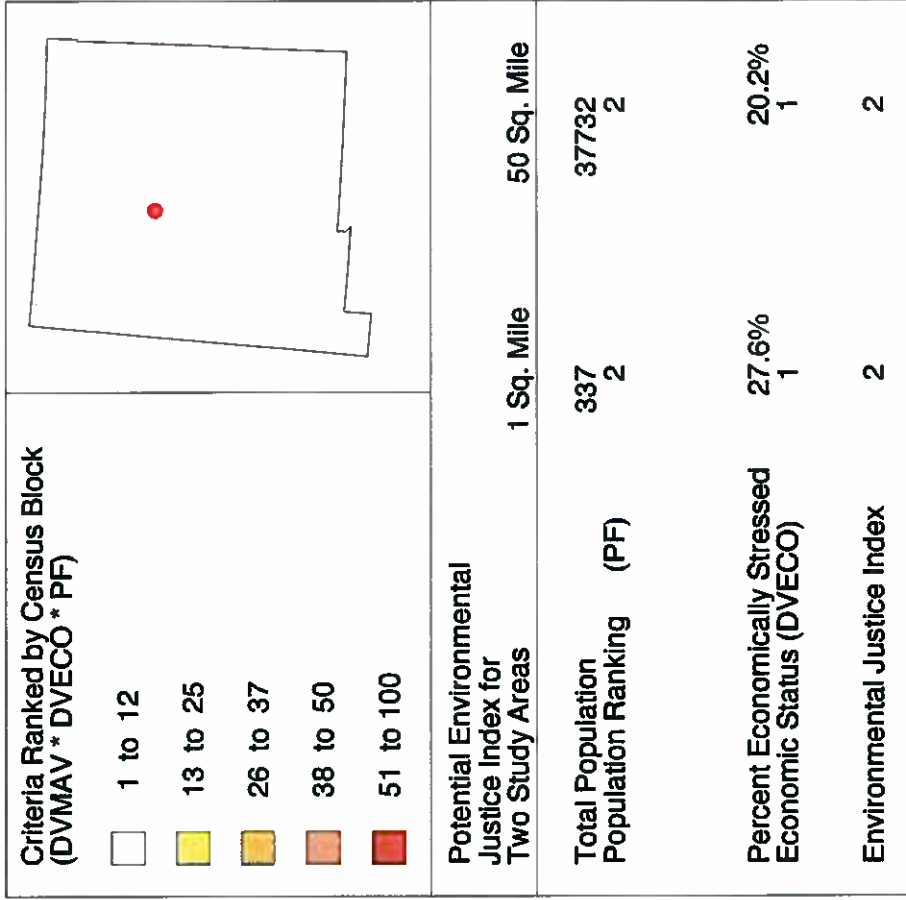 Criteria Ranked by Census Block
(DVMAV * DVECO * PF)
1 to 12
13 to 25
26 to 37
38 to 50
51 to 100
Potential Environmental
Justice Index for
Two Study Areas 1 Sq. Mile 50 Sq. Mile
Total Population 337 37732
Population Ranking (PF) 2 2
Percent Economically Stressed 27.6% 20.2%
Economic Status (DVECO) 1 1
Environmental Justice Index 2 2